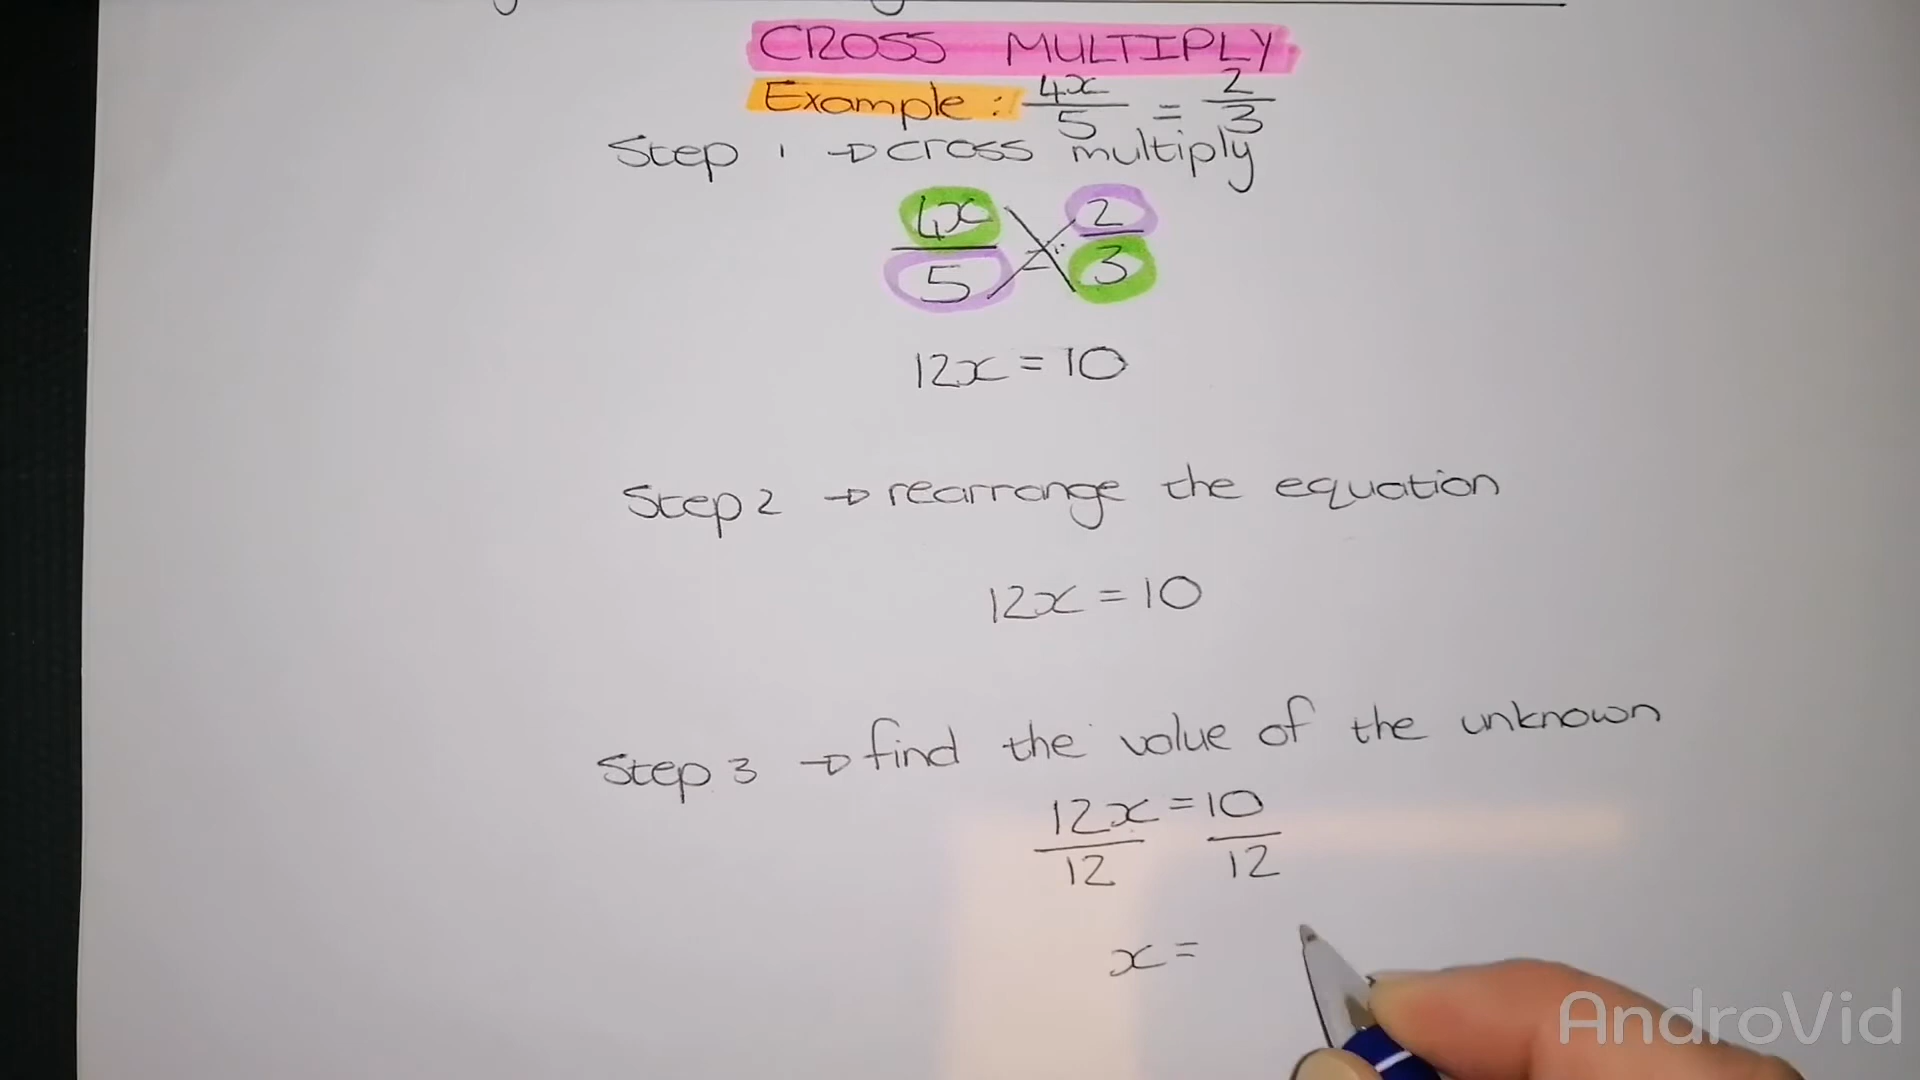 CROSS MULTIPLY
Example: 4x/5 = 2/3
Step 1 → cross multiply
4x/5 = 2/3
12x = 10
Step 2 → rearrange the equation
12x = 10
Step 3 → find the value of the unknown
12x/12 = 10/12
x =
AndroVid